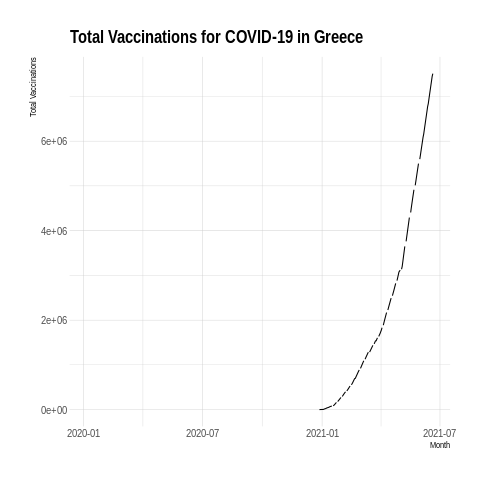 Total Vaccinations for COVID-19 in Greece
Total Vaccinations
6e+06
4e+06
2e+06
0e+00
2020-01 2020-07 2021-01 2021-07
Month